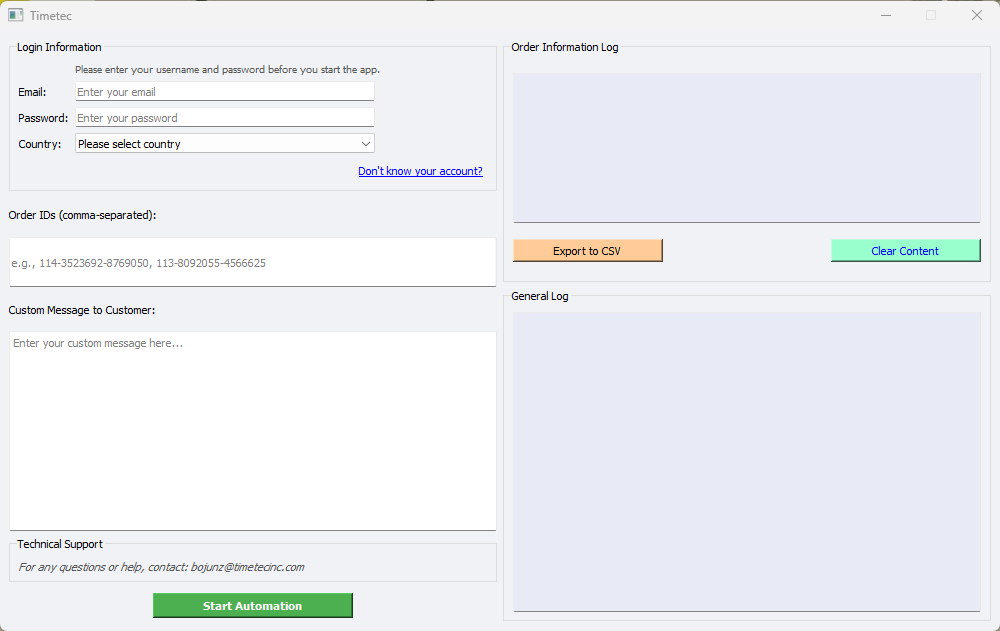 Timetec
Login Information
Please enter your username and password before you start the app.
Email:
Enter your email
Password:
Enter your password
Country:
Please select country
Don't know your account?
Order IDs (comma-separated):
e.g., 114-3523692-8769050, 113-8092055-4566625
Custom Message to Customer:
Enter your custom message here...
Technical Support
For any questions or help, contact: bojunz@timetecinc.com
Start Automation
Order Information Log
Export to CSV
Clear Content
General Log